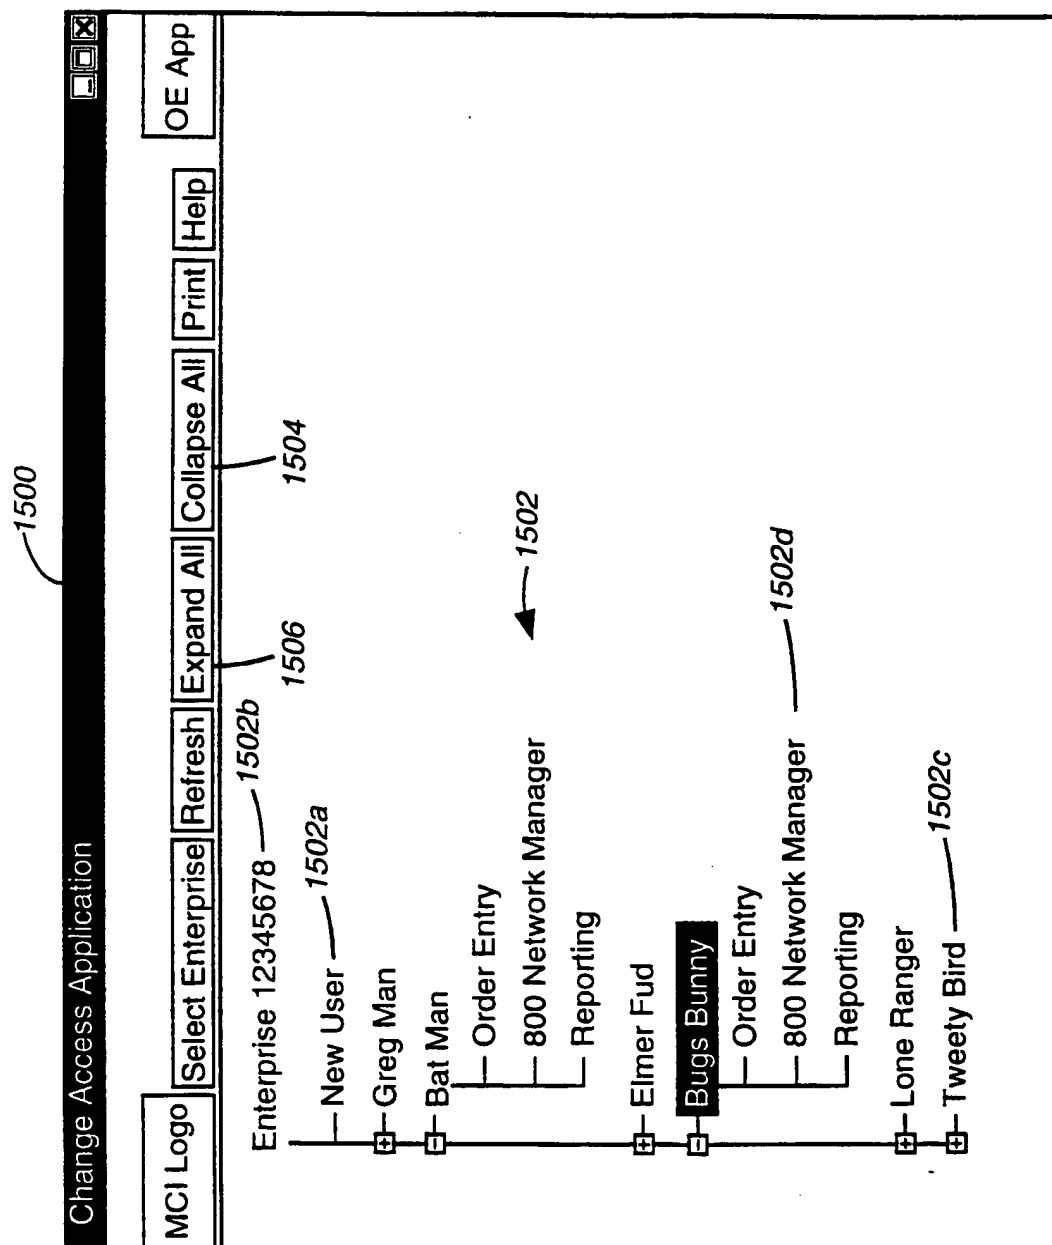 1500
Change Access Application
MCI Logo Select Enterprise Refresh Expand All Collapse All Print Help OE App
1506 1504
Enterprise 12345678 1502b
New User 1502a
Greg Man
Bat Man
Order Entry
800 Network Manager 1502
Reporting
Elmer Fud
Bugs Bunny
Order Entry
800 Network Manager 1502d
Reporting
Lone Ranger
Tweety Bird 1502c